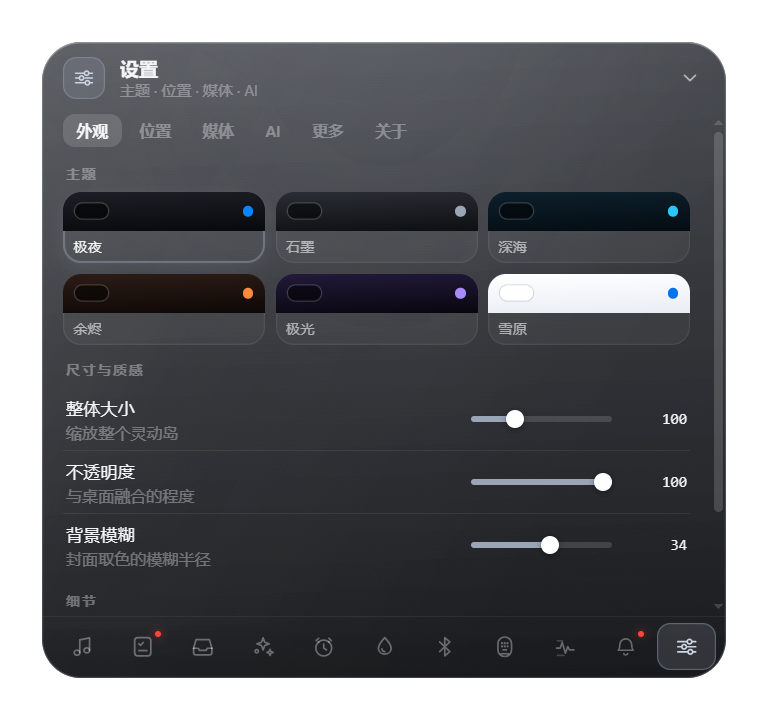 设置
主题 · 位置 · 媒体 · AI
外观 位置 媒体 AI 更多 关于
主题
极夜 石墨 深海
余烬 极光 雪原
尺寸与质感
整体大小 100
缩放整个灵动岛
不透明度 100
与桌面融合的程度
背景模糊 34
封面取色的模糊半径
细节